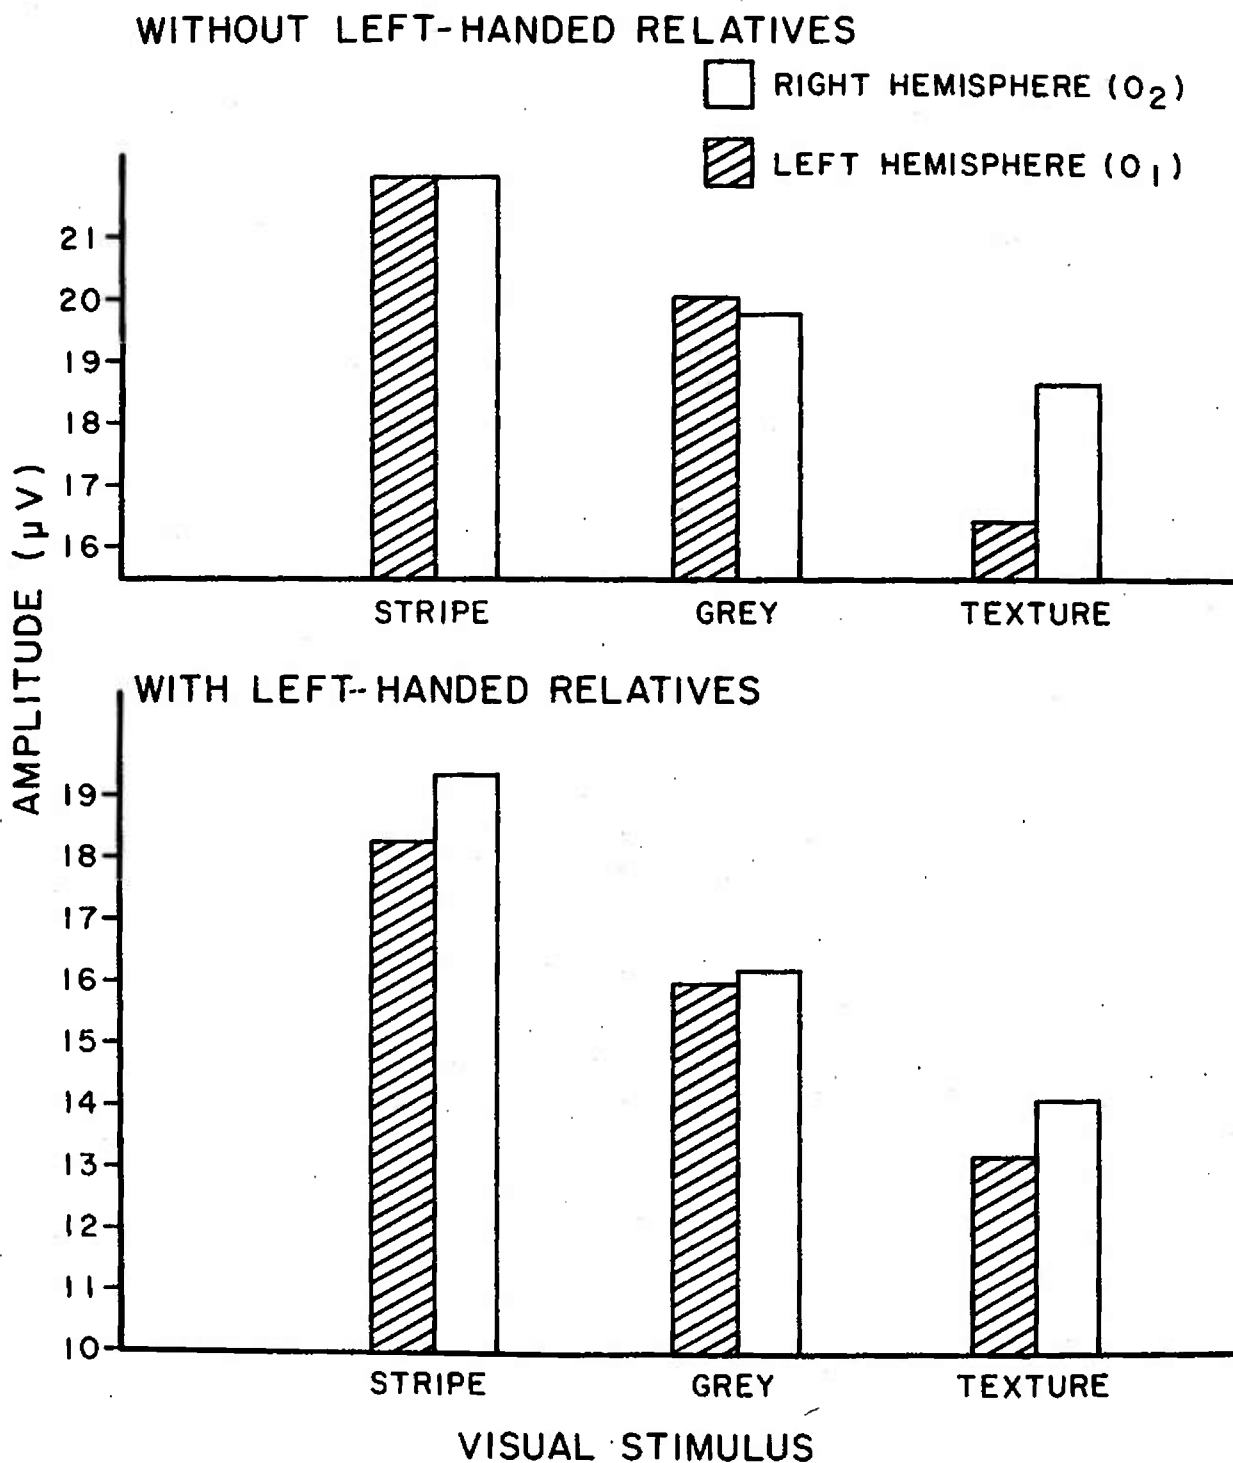 WITHOUT LEFT-HANDED RELATIVES
RIGHT HEMISPHERE (O2)
LEFT HEMISPHERE (O1)
21
20
19
18
17
16
STRIPE GREY TEXTURE
AMPLITUDE (µV)
WITH LEFT-HANDED RELATIVES
19
18
17
16
15
14
13
12
11
10
STRIPE GREY TEXTURE
VISUAL STIMULUS